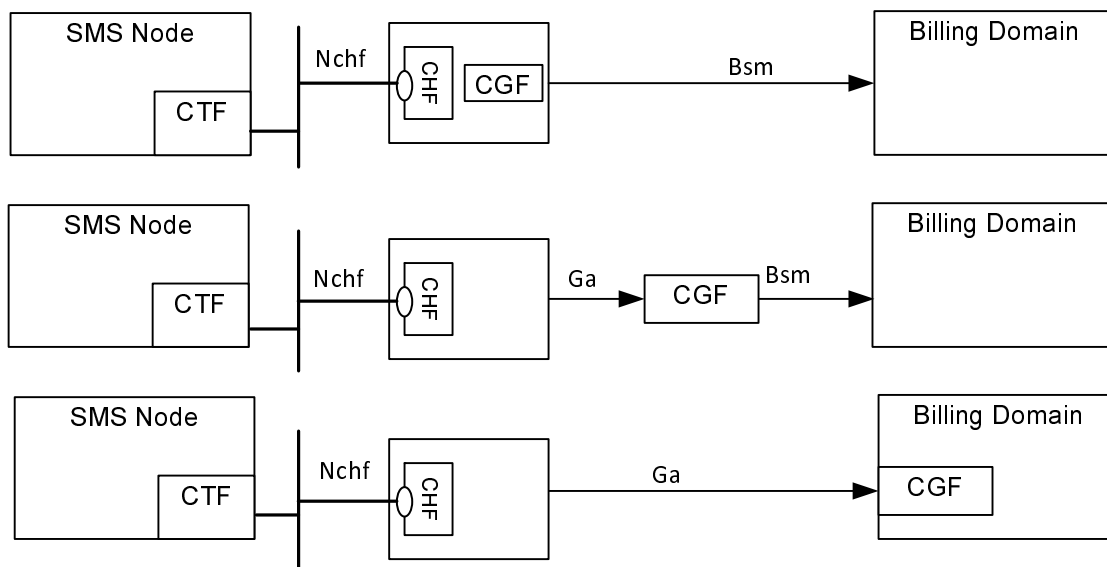 SMS Node
CTF
Nchf
CHF
CGF
Bsm
Billing Domain
SMS Node
CTF
Nchf
CHF
Ga
CGF
Bsm
Billing Domain
SMS Node
CTF
Nchf
CHF
Ga
Billing Domain
CGF